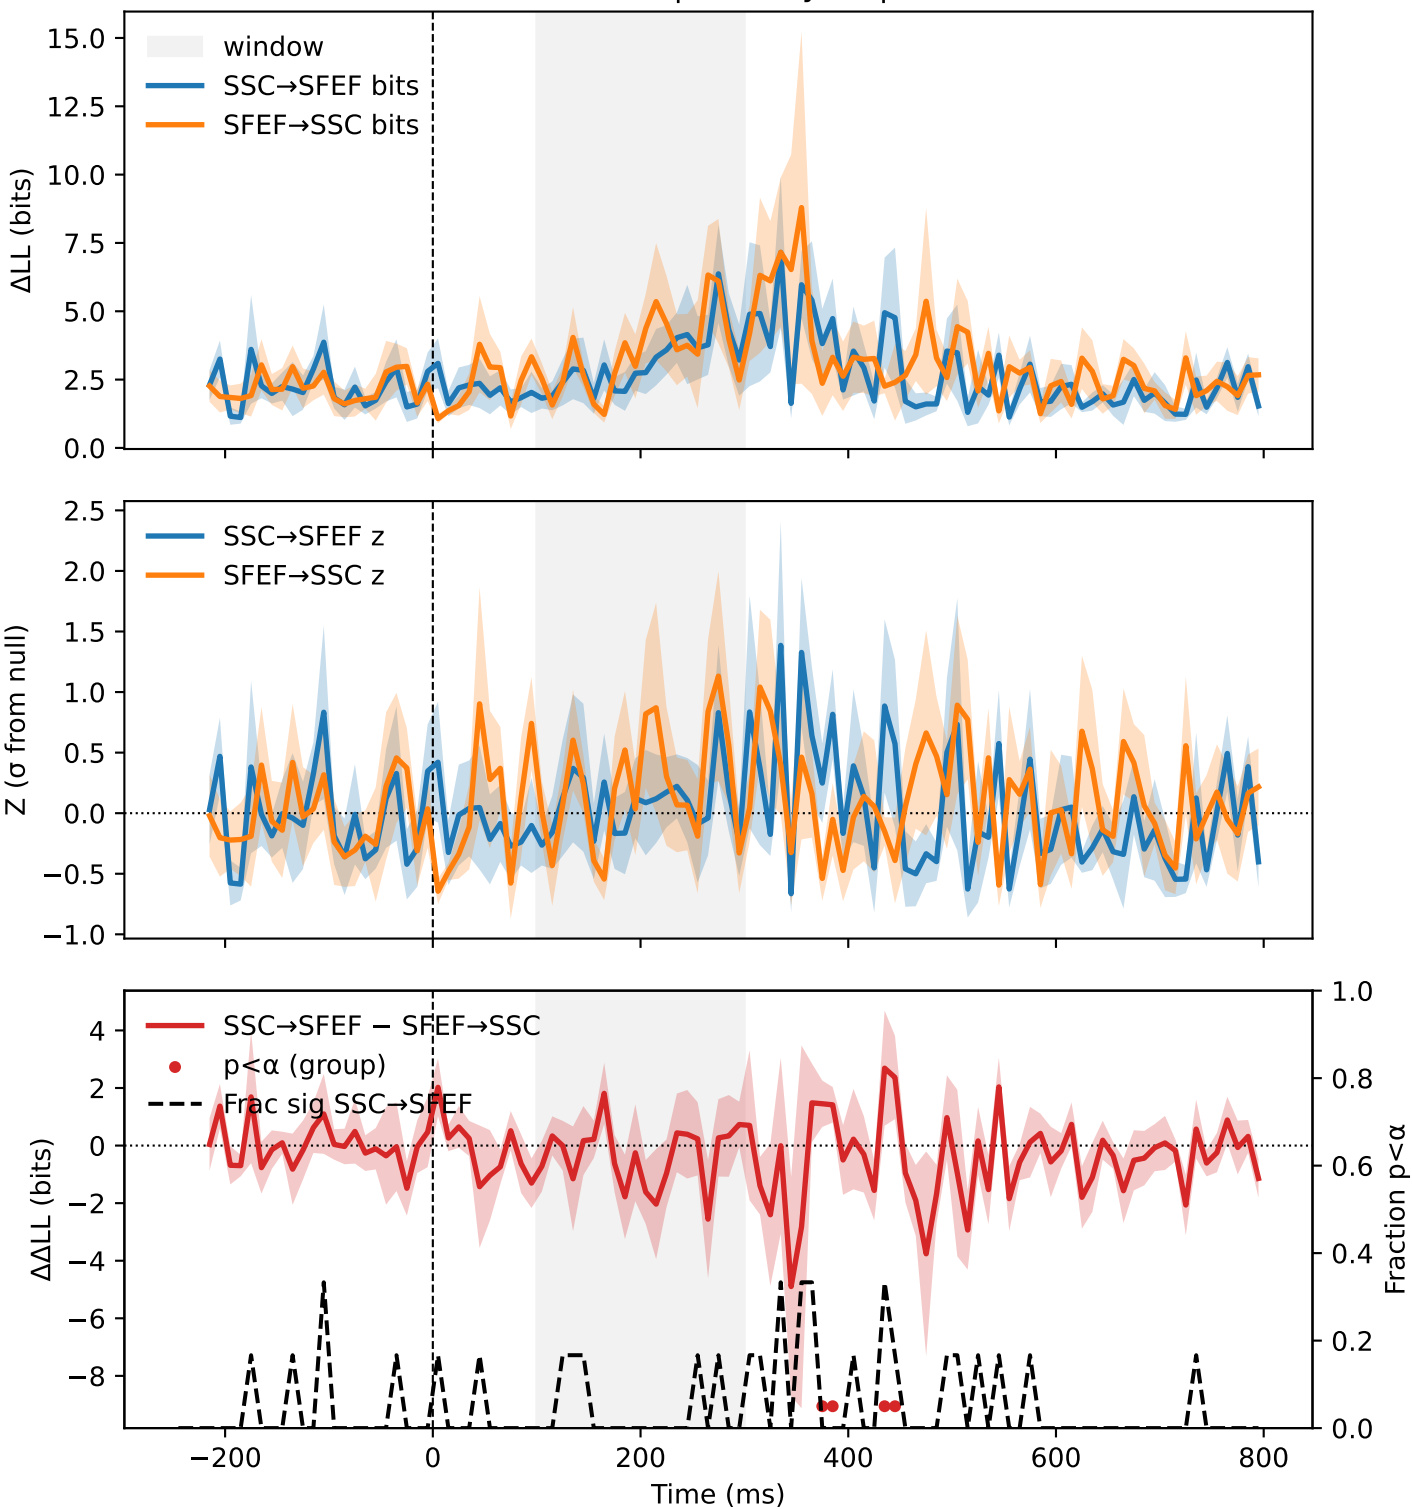 15.0
12.5
10.0
7.5
5.0
2.5
0.0
ΔLL (bits)
window
SSC→SFEF bits
SFEF→SSC bits
2.5
2.0
1.5
1.0
0.5
0.0
−0.5
−1.0
Z (σ from null)
SSC→SFEF z
SFEF→SSC z
4
2
0
−2
−4
−6
−8
ΔΔLL (bits)
SSC→SFEF − SFEF→SSC
p<α (group)
Frac sig SSC→SFEF
1.0
0.8
0.6
0.4
0.2
0.0
Fraction p<α
−200
0
200
400
600
800
Time (ms)